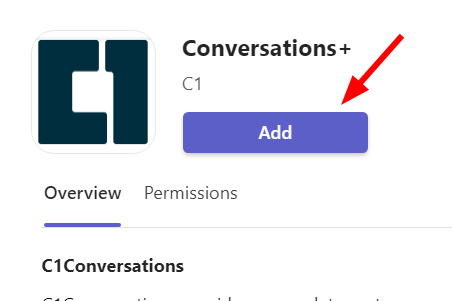 Conversations+
C1
Add
Overview Permissions
C1Conversations